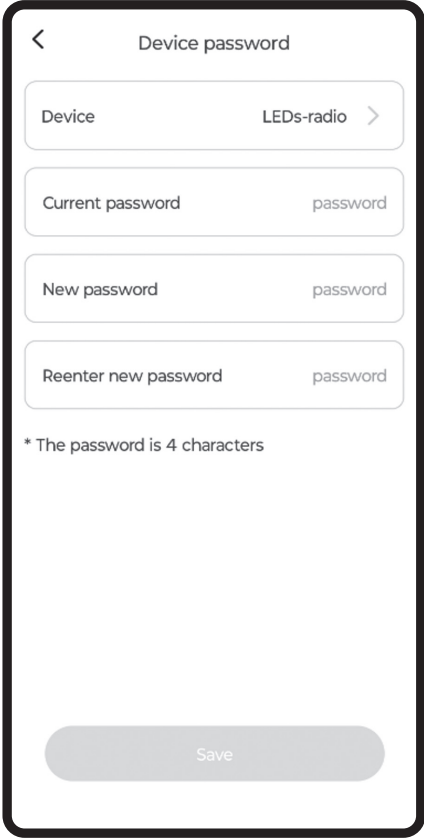 Device password
Device LEDs-radio
Current password password
New password password
Reenter new password password
* The password is 4 characters
Save